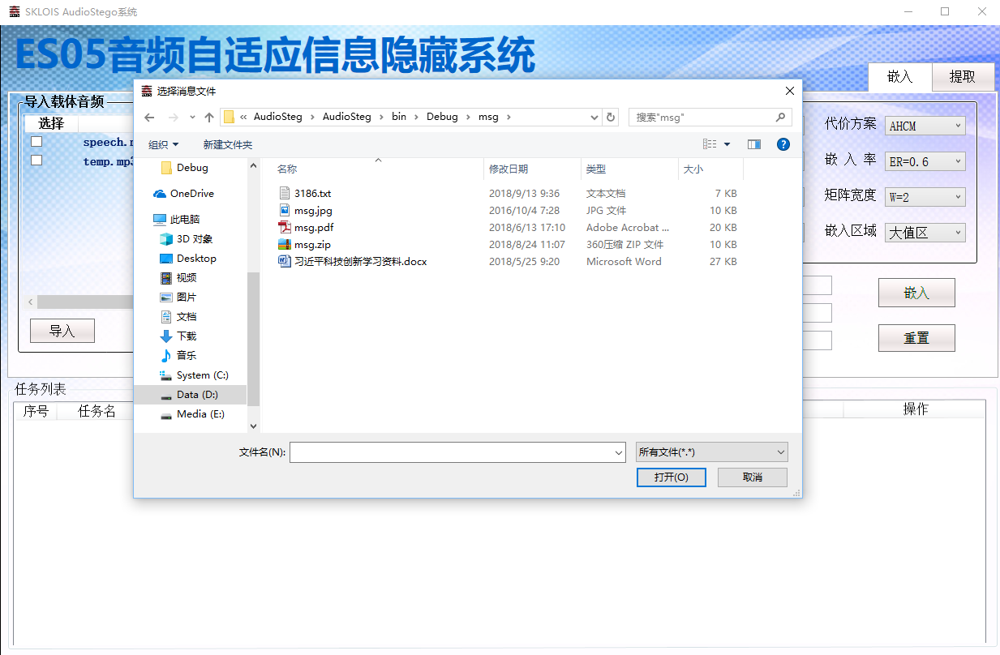 SKLOIS AudioStego系统
ES05音频自适应信息隐藏系统
嵌入 提取
选择消息文件
导入载体音频
« AudioSteg › AudioSteg › bin › Debug › msg ›
搜索"msg"
代价方案 AHCM
选择
组织 新建文件夹
speech.
temp.mp3
嵌 入 率 ER=0.6
矩阵宽度 W=2
嵌入区域 大值区
Debug
OneDrive
此电脑
3D 对象
Desktop
视频
图片
文档
下载
音乐
System (C:)
Data (D:)
Media (E:)
名称 修改日期 类型 大小
3186.txt 2018/9/13 9:36 文本文档 7 KB
msg.jpg 2016/10/4 7:28 JPG 文件 10 KB
msg.pdf 2018/6/13 17:10 Adobe Acrobat ... 20 KB
msg.zip 2018/8/24 11:07 360压缩 ZIP 文件 10 KB
习近平科技创新学习资料.docx 2018/5/25 9:20 Microsoft Word 27 KB
导入
嵌入
重置
任务列表
序号 任务名 操作
文件名(N): 所有文件(*.*)
打开(O) 取消